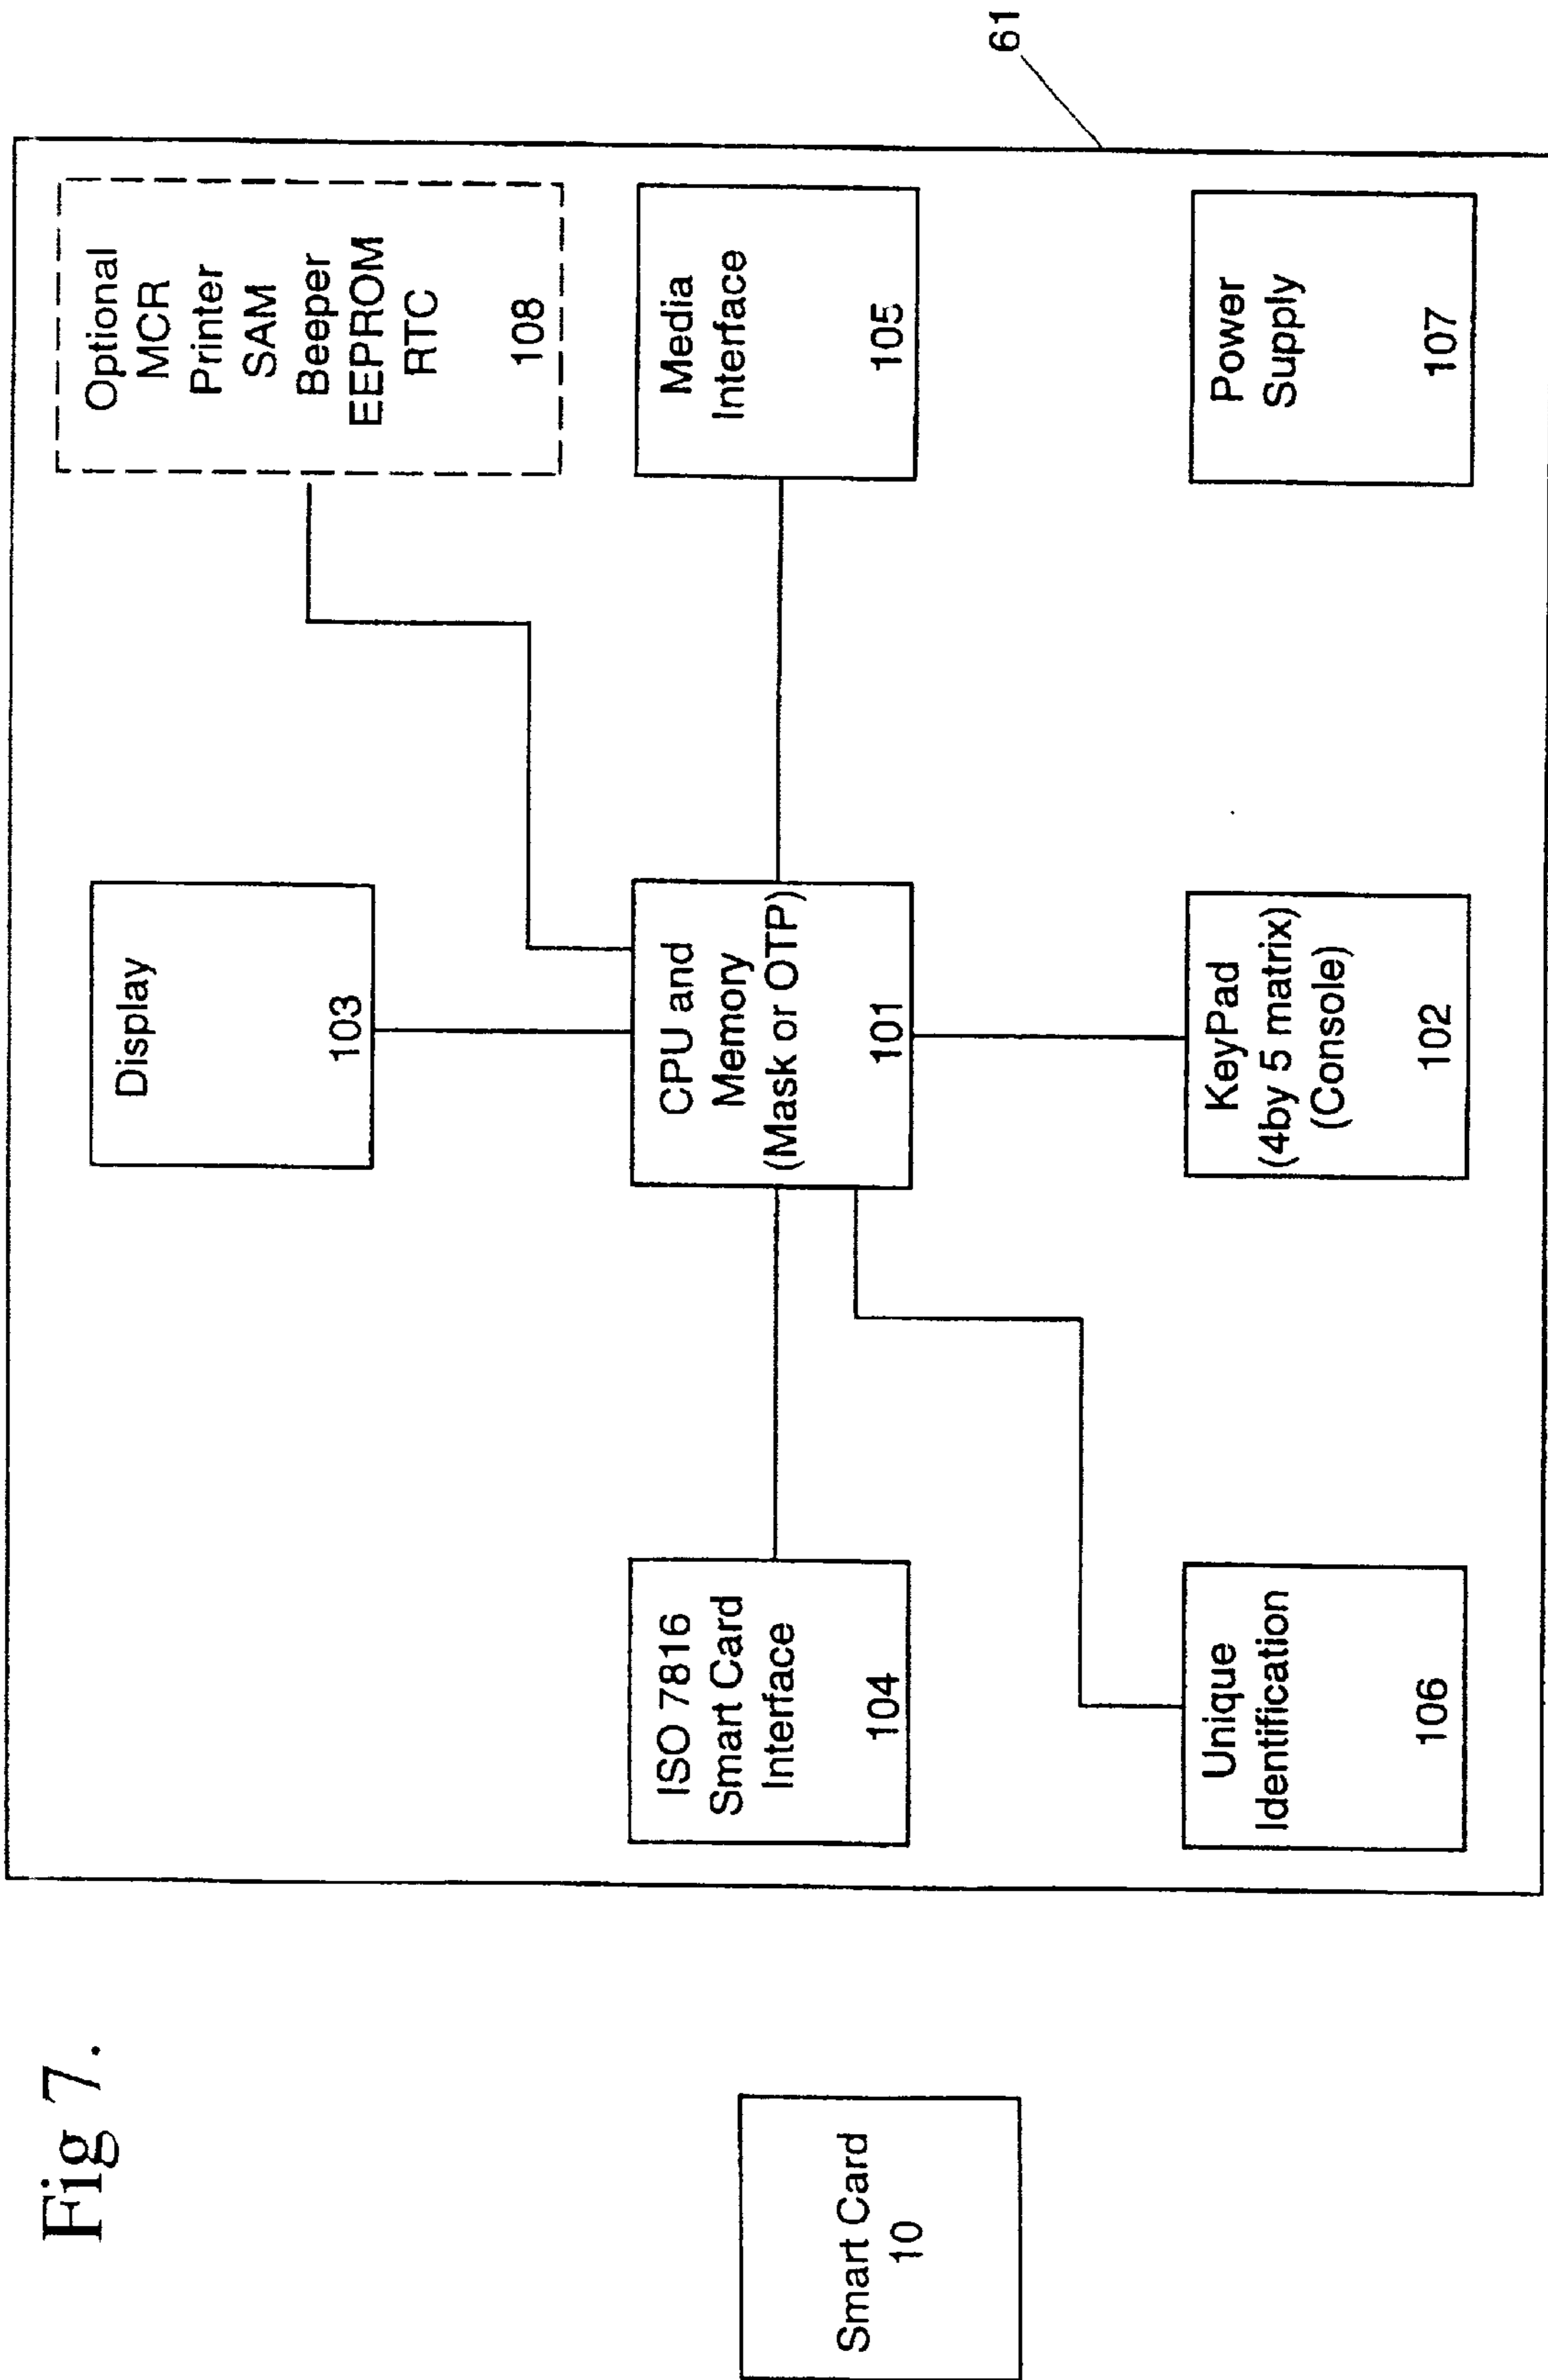 Fig 7.
Smart Card
10
ISO 7816
Smart Card
Interface
104
Unique
Identification
106
Display
103
CPU and
Memory
(Mask or OTP)
101
KeyPad
(4by 5 matrix)
(Console)
102
Optional
MCR
Printer
SAM
Beeper
EEPROM
RTC
108
Media
Interface
105
Power
Supply
107
61